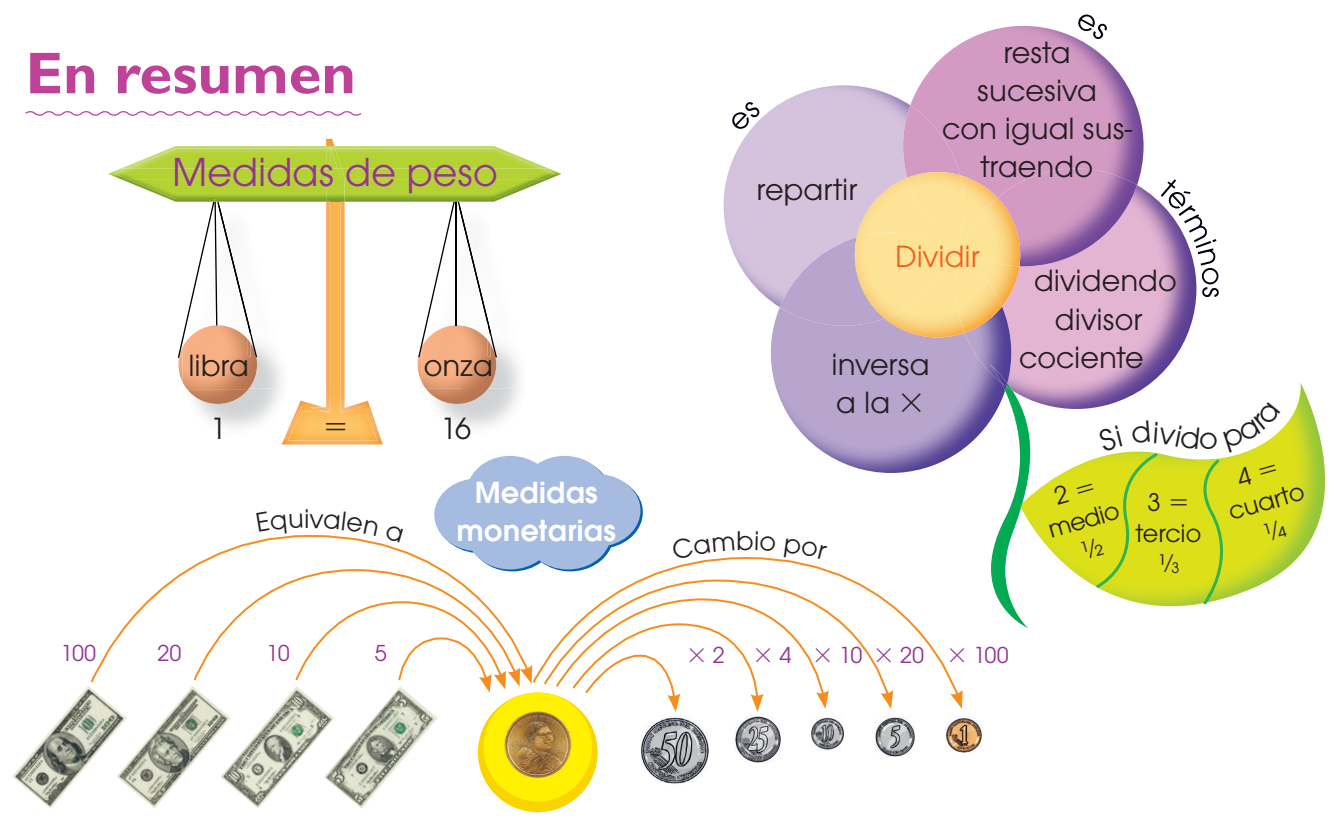 En resumen
Medidas de peso
libra
onza
1
=
16
es
repartir
es
resta
sucesiva
con igual sus-
traendo
Dividir
términos
dividendo
divisor
cociente
inversa
a la ×
Si divido para
2 =
medio
1/2
3 =
tercio
1/3
4 =
cuarto
1/4
Medidas
monetarias
Equivalen a
Cambio por
100 20 10 5
× 2 × 4 × 10 × 20 × 100
50 25 10 5 1